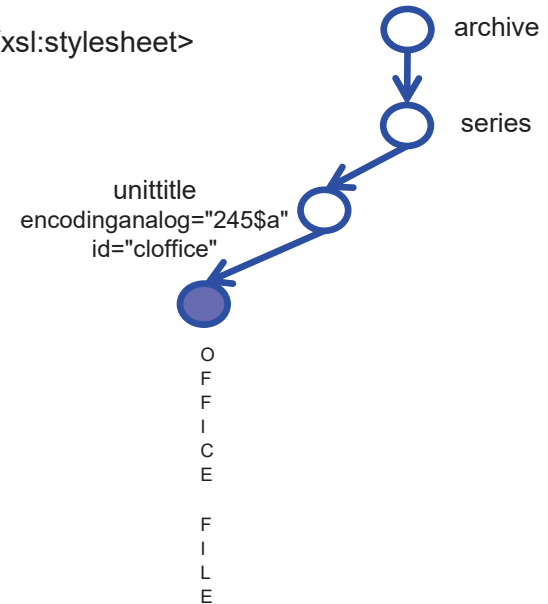 archive
xsl:stylesheet>
series
unittitle
encodinganalog="245$a"
id="cloffice"
O
F
F
I
C
E
F
I
L
E